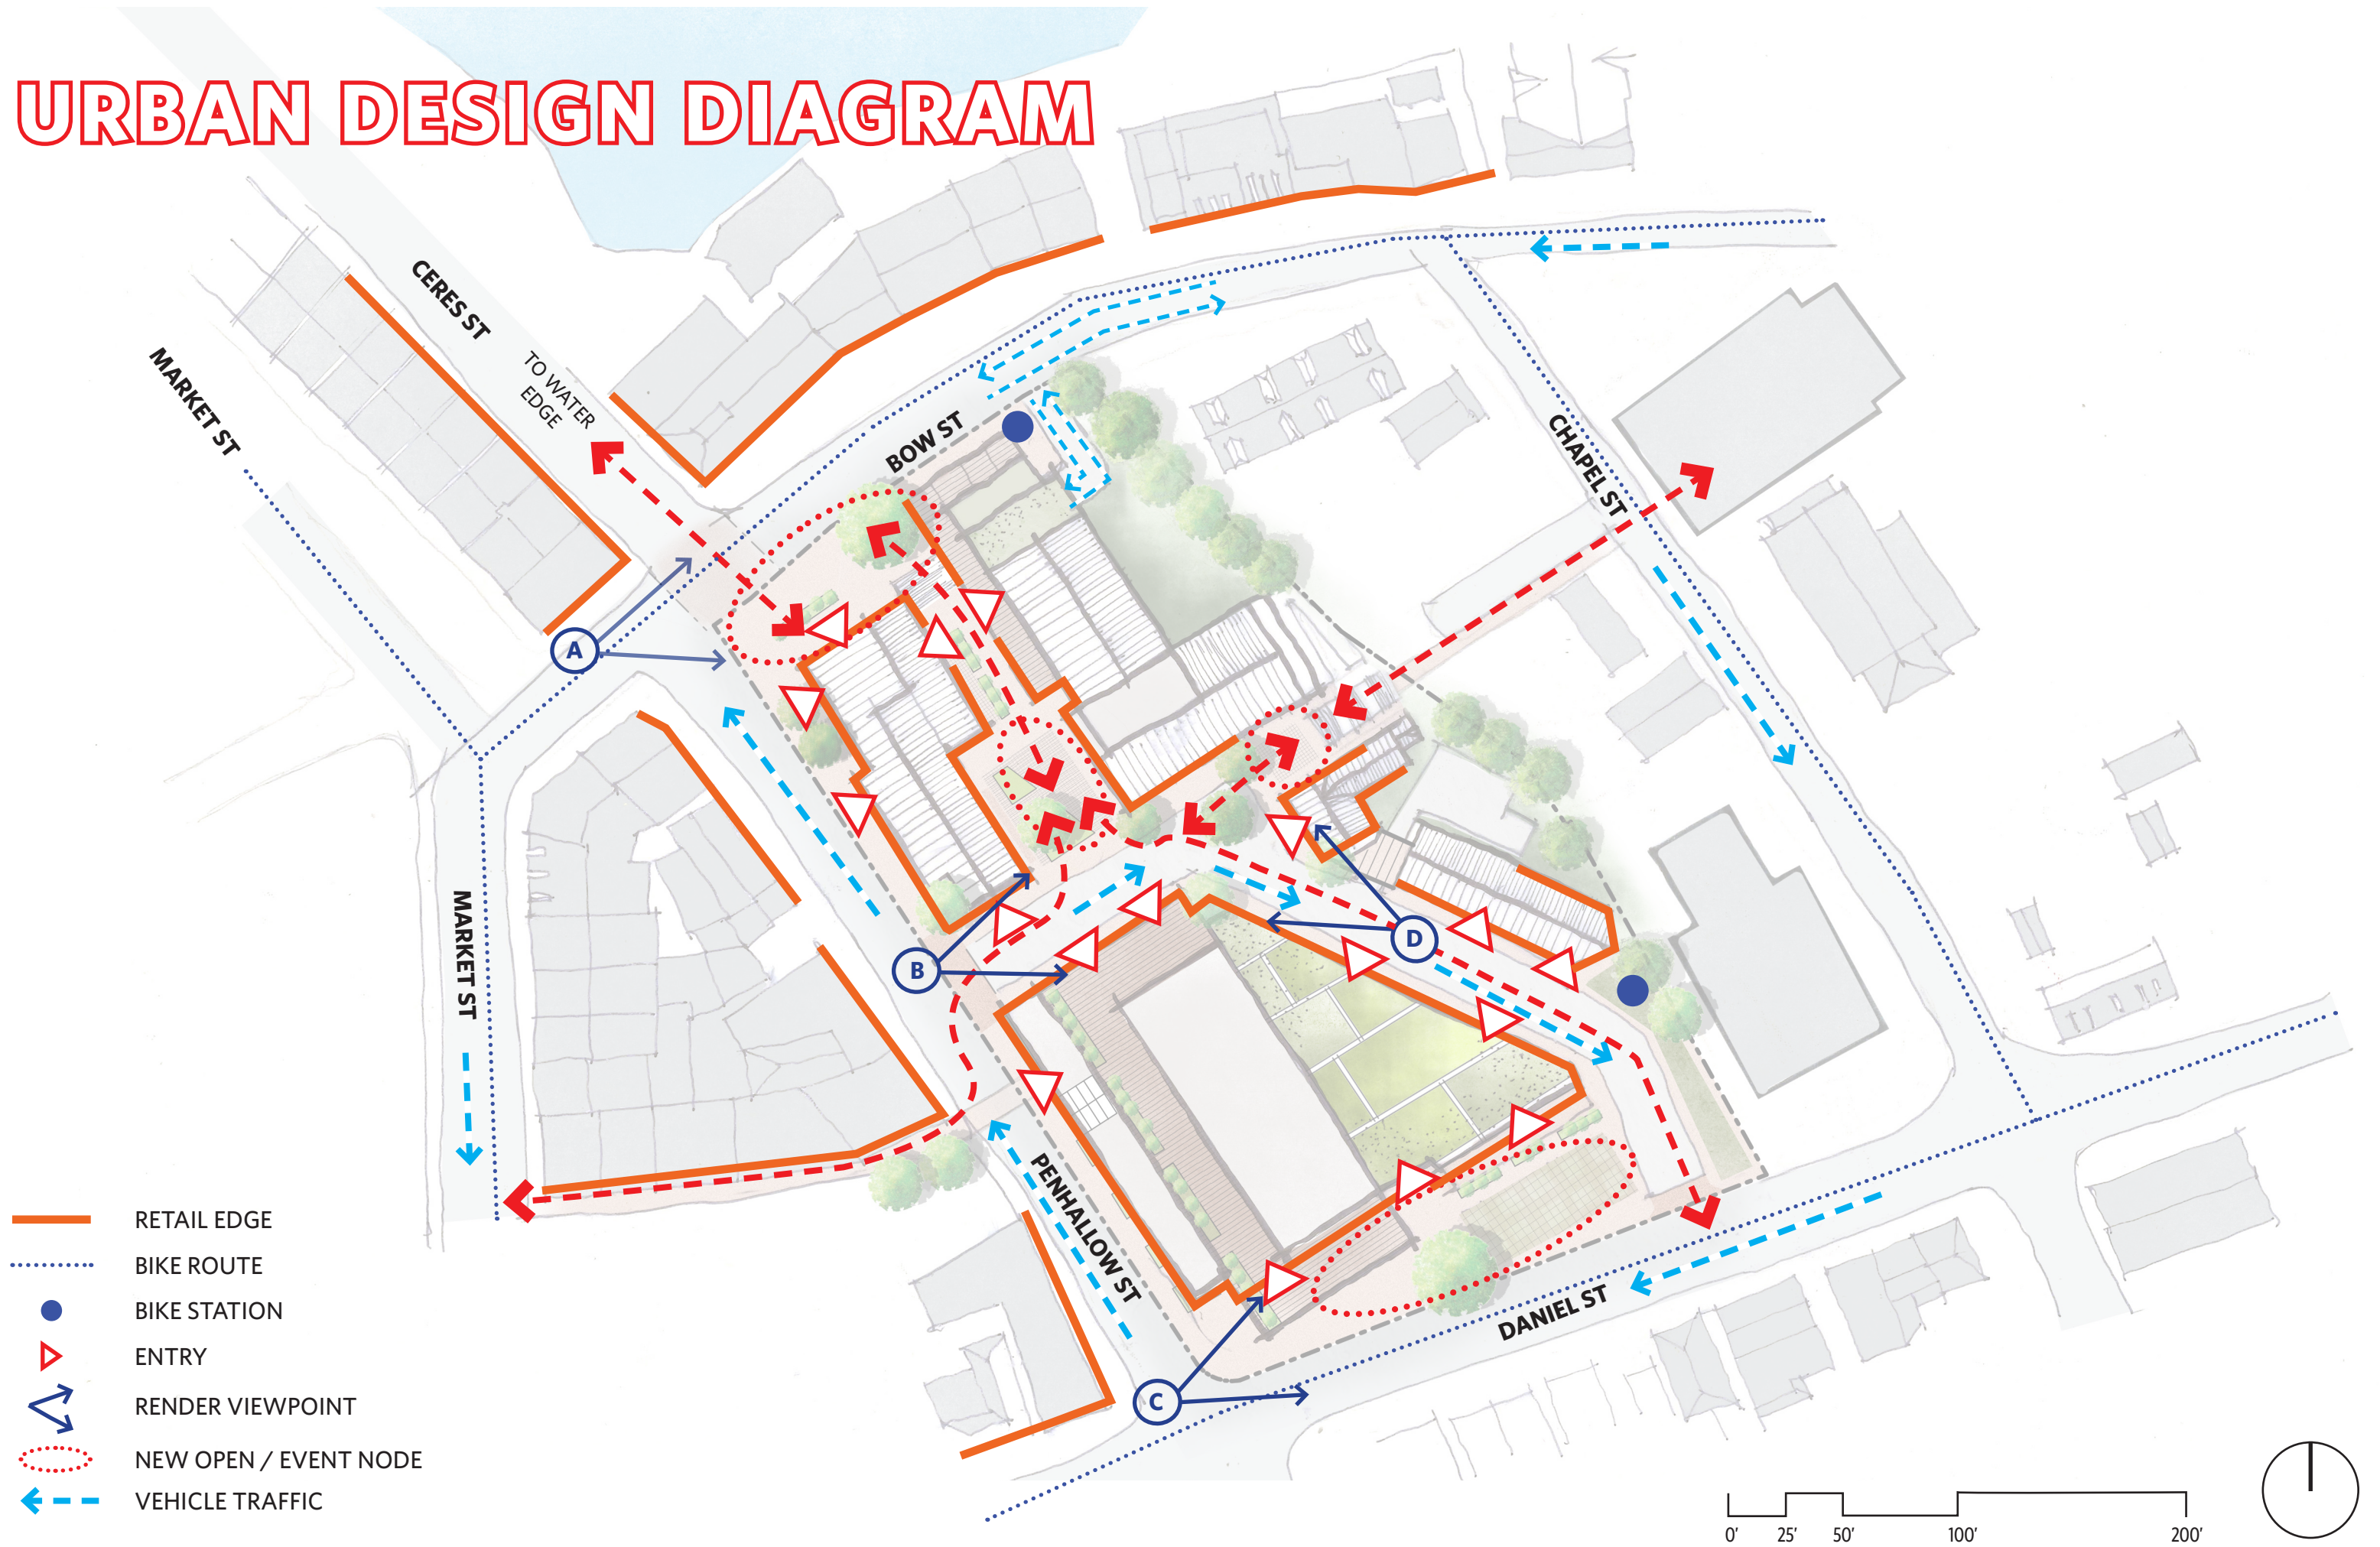 URBAN DESIGN DIAGRAM
CERES ST
MARKET ST
TO WATER
EDGE
BOW ST
CHAPEL ST
A
MARKET ST
B
D
PENHALLOW ST
C
DANIEL ST
RETAIL EDGE
BIKE ROUTE
BIKE STATION
ENTRY
RENDER VIEWPOINT
NEW OPEN / EVENT NODE
VEHICLE TRAFFIC
0' 25' 50' 100' 200'